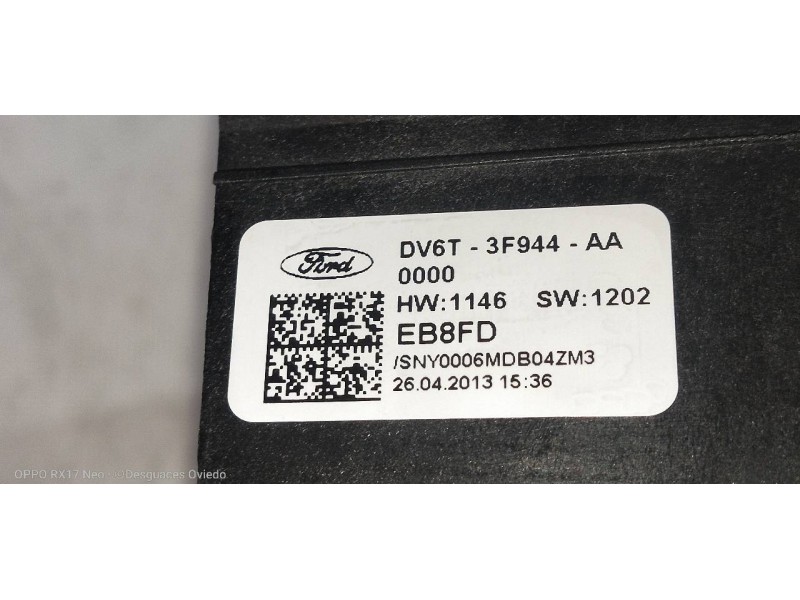 Ford
DV6T - 3F944 - AA
0000
HW:1146 SW:1202
EB8FD
/SNY0006MDB04ZM3
26.04.2013 15:36
OPPO RX17 Neo · ©Desguaces Oviedo